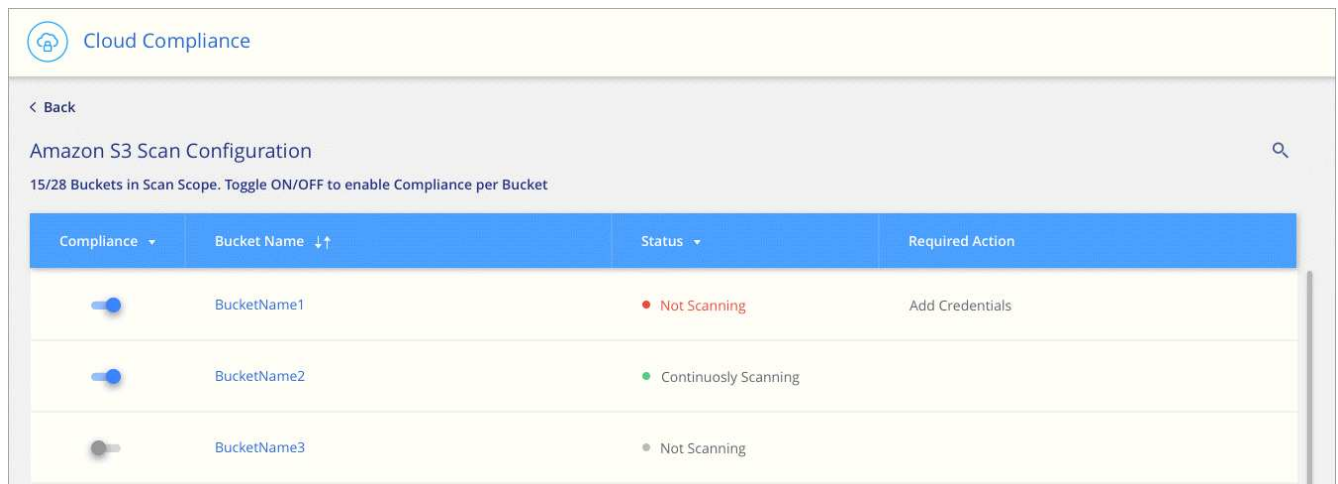 Cloud Compliance
< Back
Amazon S3 Scan Configuration
15/28 Buckets in Scan Scope. Toggle ON/OFF to enable Compliance per Bucket
Compliance Bucket Name Status Required Action
BucketName1 Not Scanning Add Credentials
BucketName2 Continuosly Scanning
BucketName3 Not Scanning